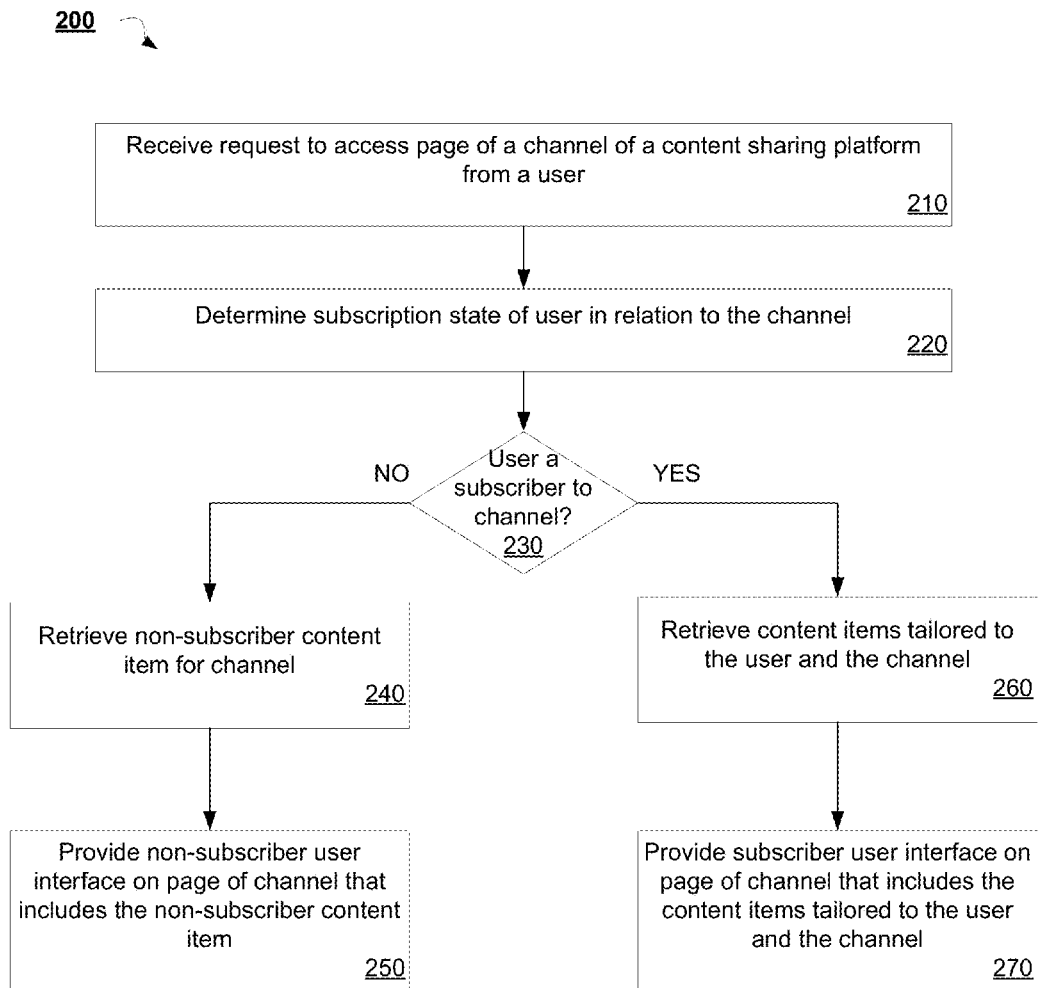 200
Receive request to access page of a channel of a content sharing platform
from a user
210
Determine subscription state of user in relation to the channel
220
NO
User a
subscriber to
channel?
230
YES
Retrieve non-subscriber content
item for channel
240
Retrieve content items tailored to
the user and the channel
260
Provide non-subscriber user
interface on page of channel that
includes the non-subscriber content
item
250
Provide subscriber user interface on
page of channel that includes the
content items tailored to the user
and the channel
270